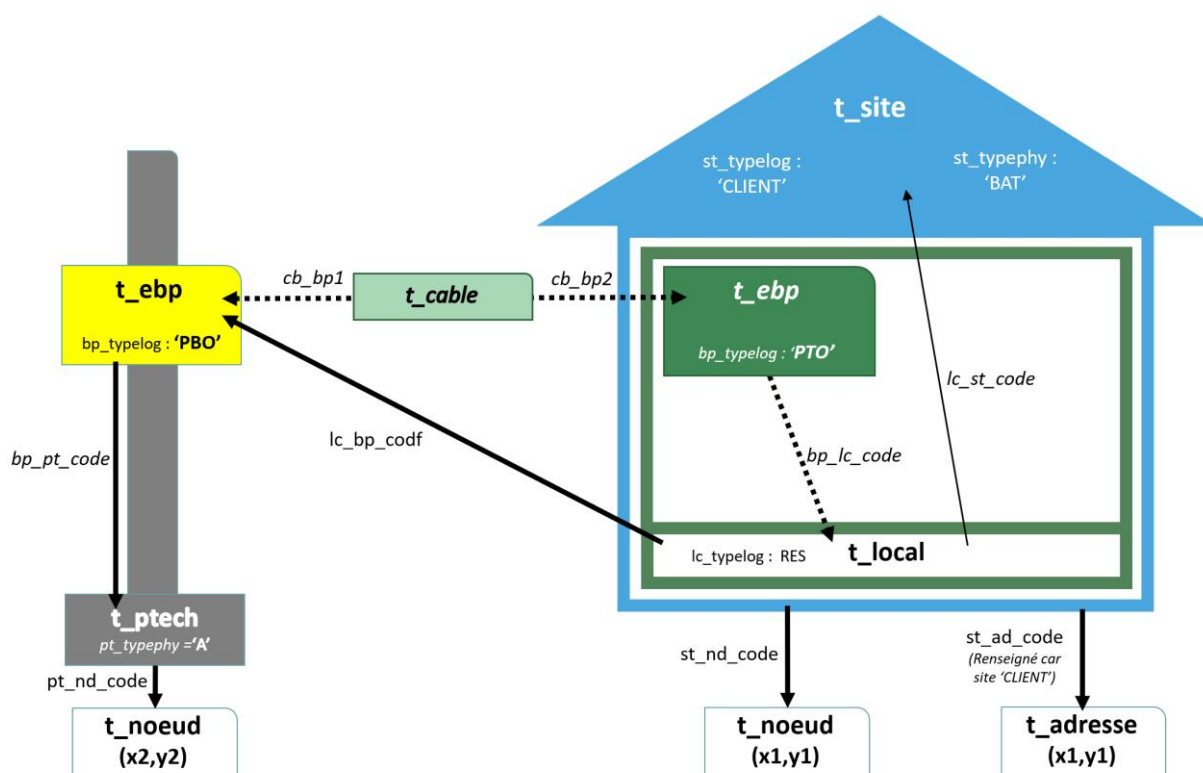 t_site
st_typelog :
‘CLIENT’
st_typephy :
‘BAT’
t_ebp
bp_typelog : ‘PBO’
cb_bp1
t_cable
cb_bp2
t_ebp
bp_typelog : ‘PTO’
lc_st_code
bp_pt_code
lc_bp_codf
bp_lc_code
lc_typelog : RES
t_local
t_ptech
pt_typephy =‘A’
pt_nd_code
st_nd_code
st_ad_code
(Renseigné car
site ‘CLIENT’)
t_noeud
(x2,y2)
t_noeud
(x1,y1)
t_adresse
(x1,y1)